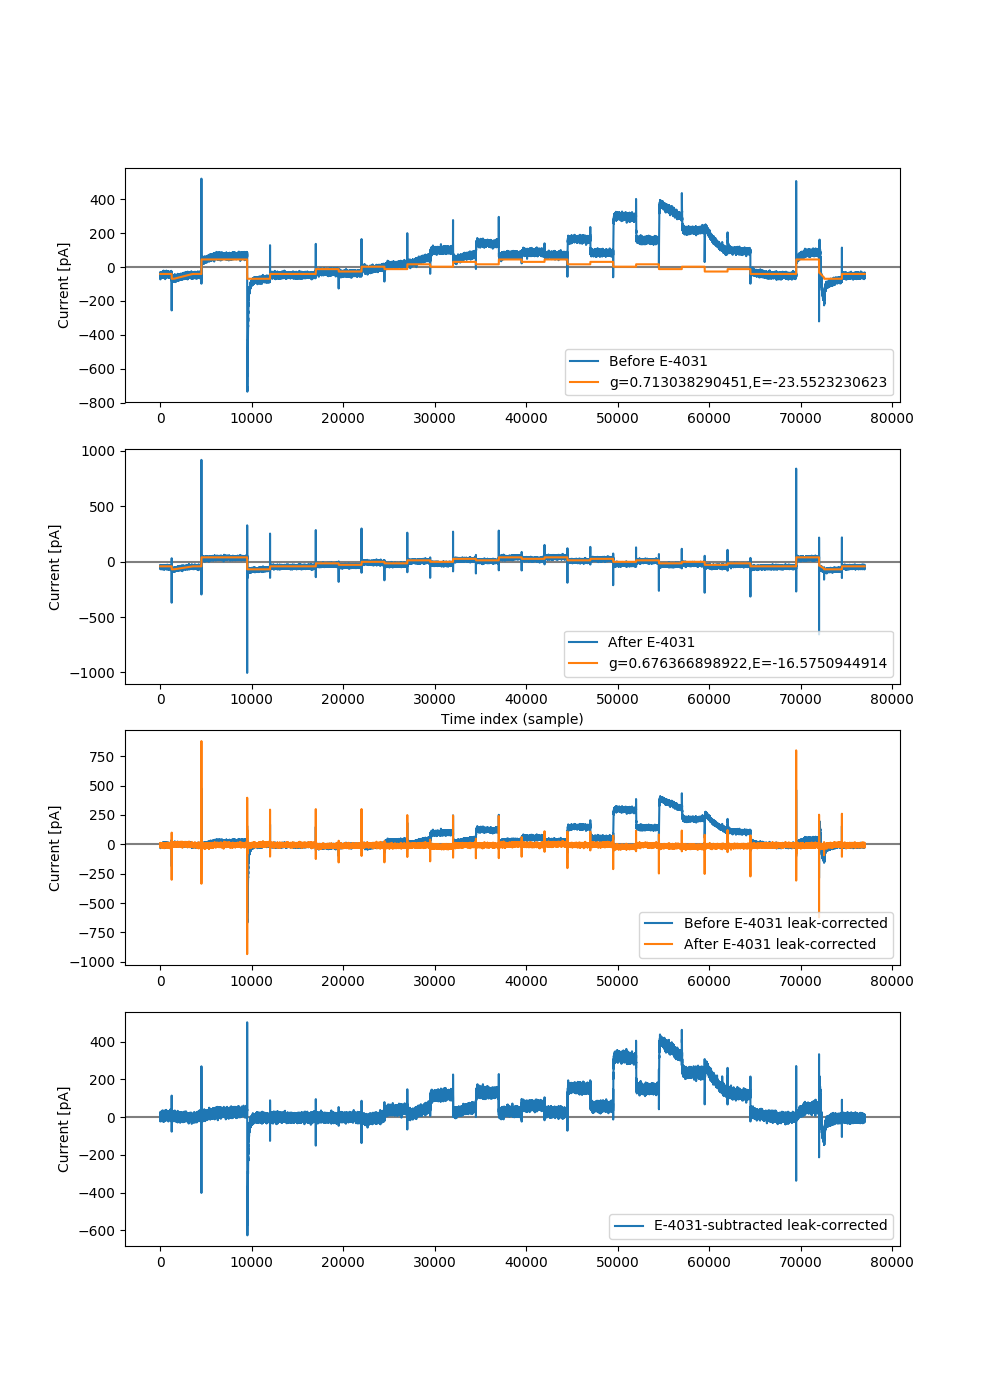 400
200
0
−200
−400
−600
−800
Current [pA]
Before E-4031
g=0.713038290451,E=-23.5523230623
0 10000 20000 30000 40000 50000 60000 70000 80000
1000
500
0
−500
−1000
Current [pA]
After E-4031
g=0.676366898922,E=-16.5750944914
0 10000 20000 30000 40000 50000 60000 70000 80000
Time index (sample)
750
500
250
0
−250
−500
−750
−1000
Current [pA]
Before E-4031 leak-corrected
After E-4031 leak-corrected
0 10000 20000 30000 40000 50000 60000 70000 80000
400
200
0
−200
−400
−600
Current [pA]
E-4031-subtracted leak-corrected
0 10000 20000 30000 40000 50000 60000 70000 80000